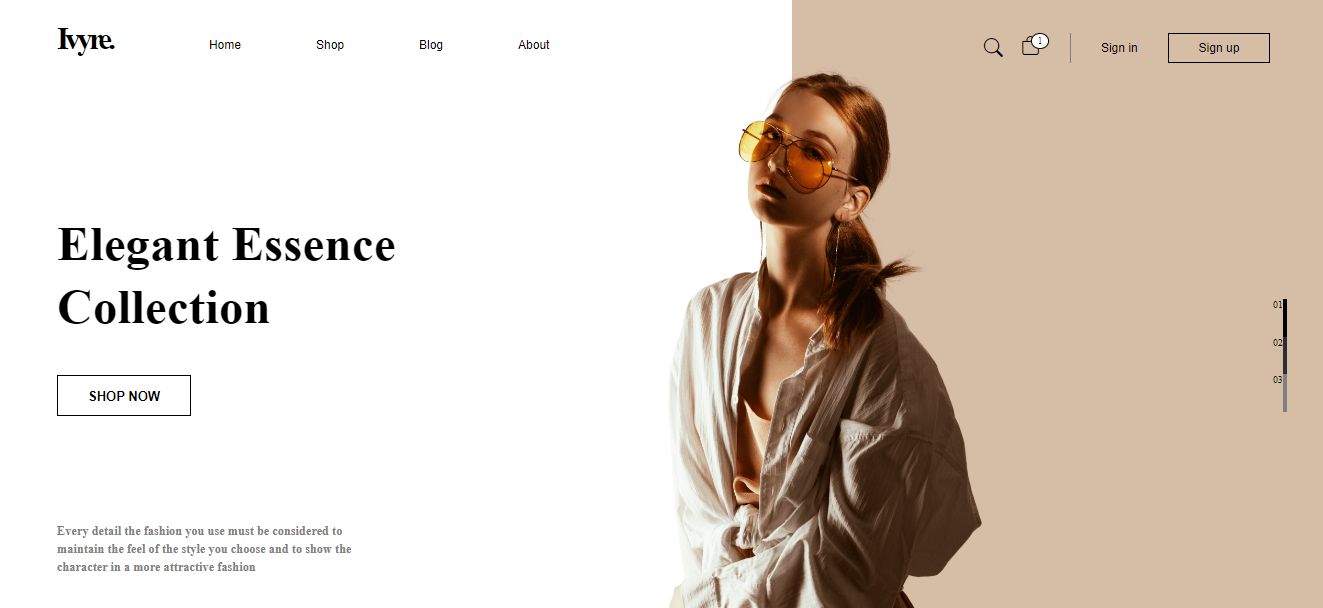 Ivyre.
Home Shop Blog About
1
Sign in
Sign up
Elegant Essence
Collection
SHOP NOW
01
02
03
Every detail the fashion you use must be considered to
maintain the feel of the style you choose and to show the
character in a more attractive fashion